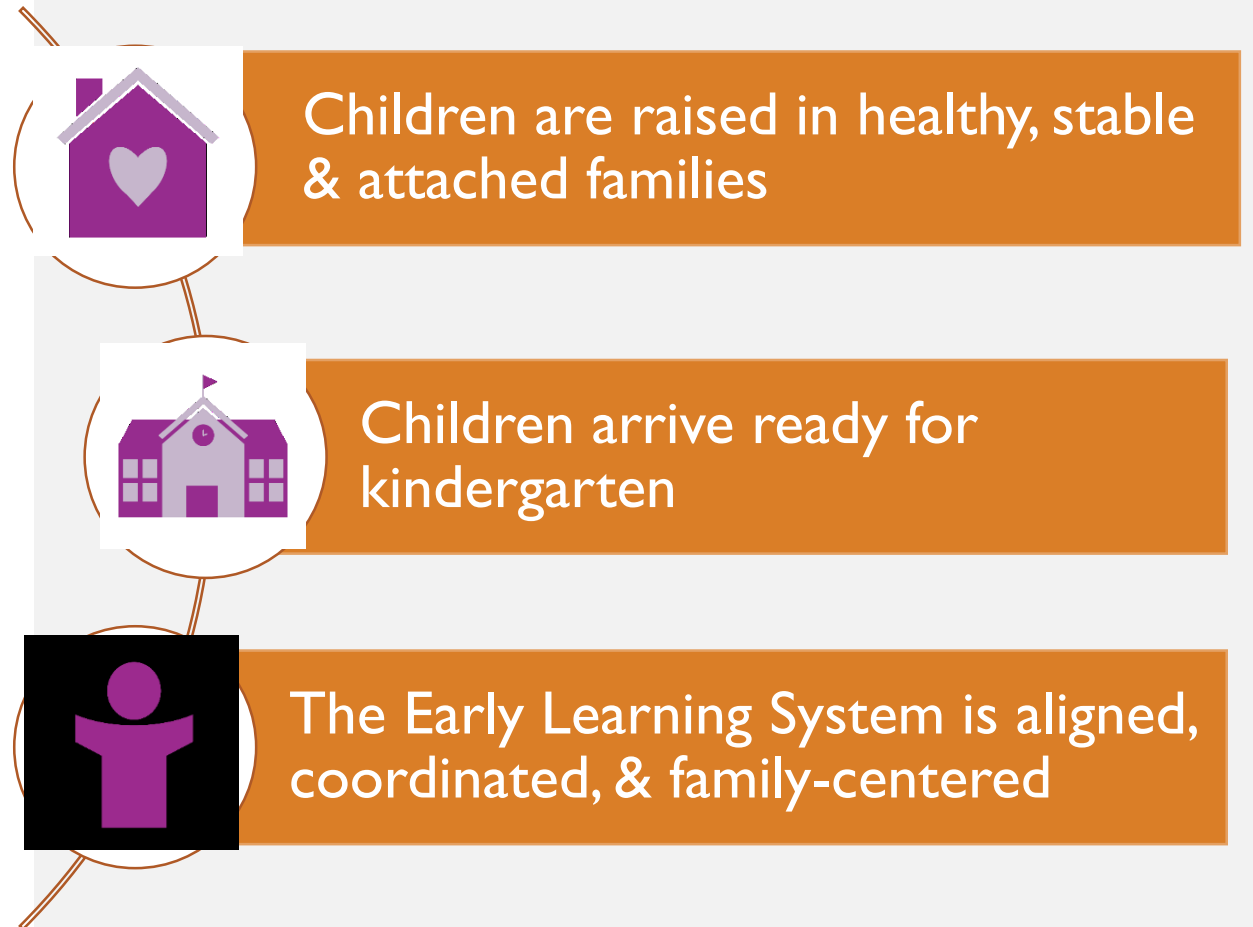 Children are raised in healthy, stable
& attached families
Children arrive ready for
kindergarten
The Early Learning System is aligned,
coordinated, & family-centered